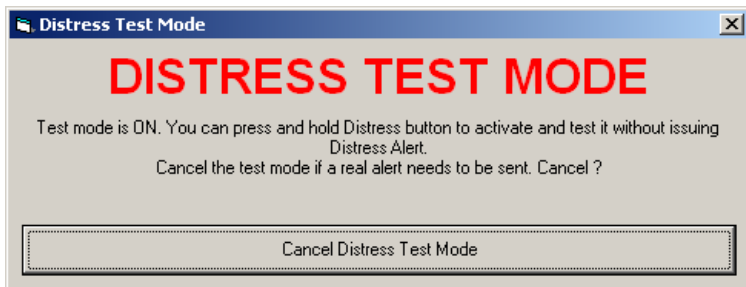 Distress Test Mode
DISTRESS TEST MODE
Test mode is ON. You can press and hold Distress button to activate and test it without issuing
Distress Alert.
Cancel the test mode if a real alert needs to be sent. Cancel ?
Cancel Distress Test Mode